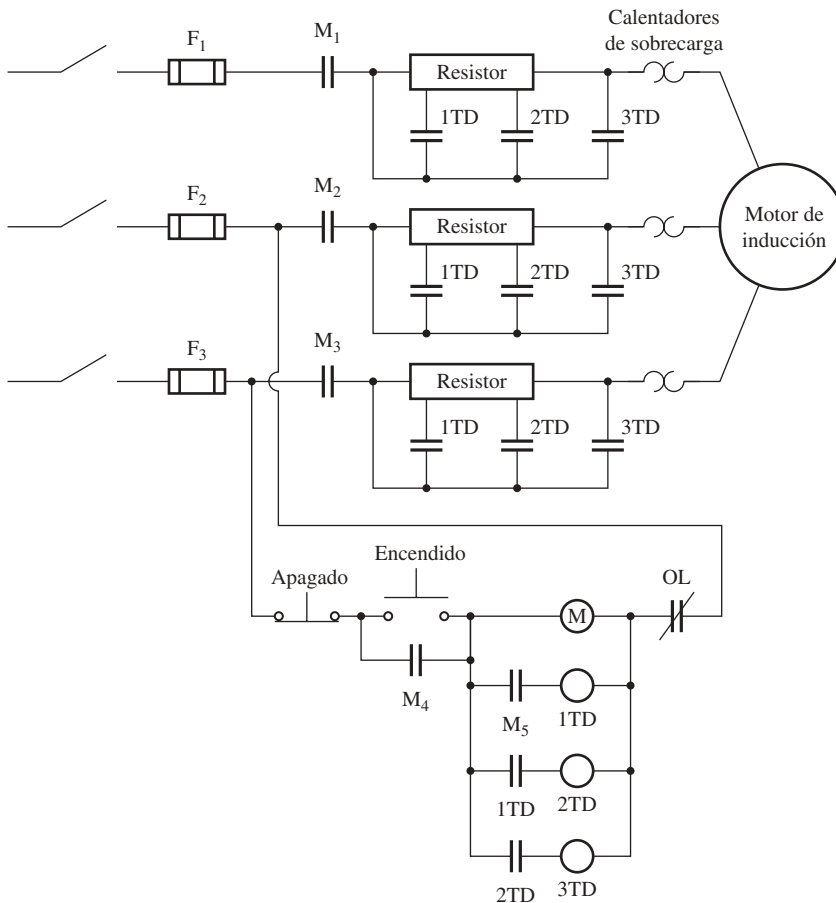 Calentadores
de sobrecarga
F₁
M₁
Resistor
1TD
2TD
3TD
F₂
M₂
Resistor
1TD
2TD
3TD
Motor de
inducción
F₃
M₃
Resistor
1TD
2TD
3TD
Apagado
Encendido
OL
M
M₄
M₅
1TD
1TD
2TD
2TD
3TD